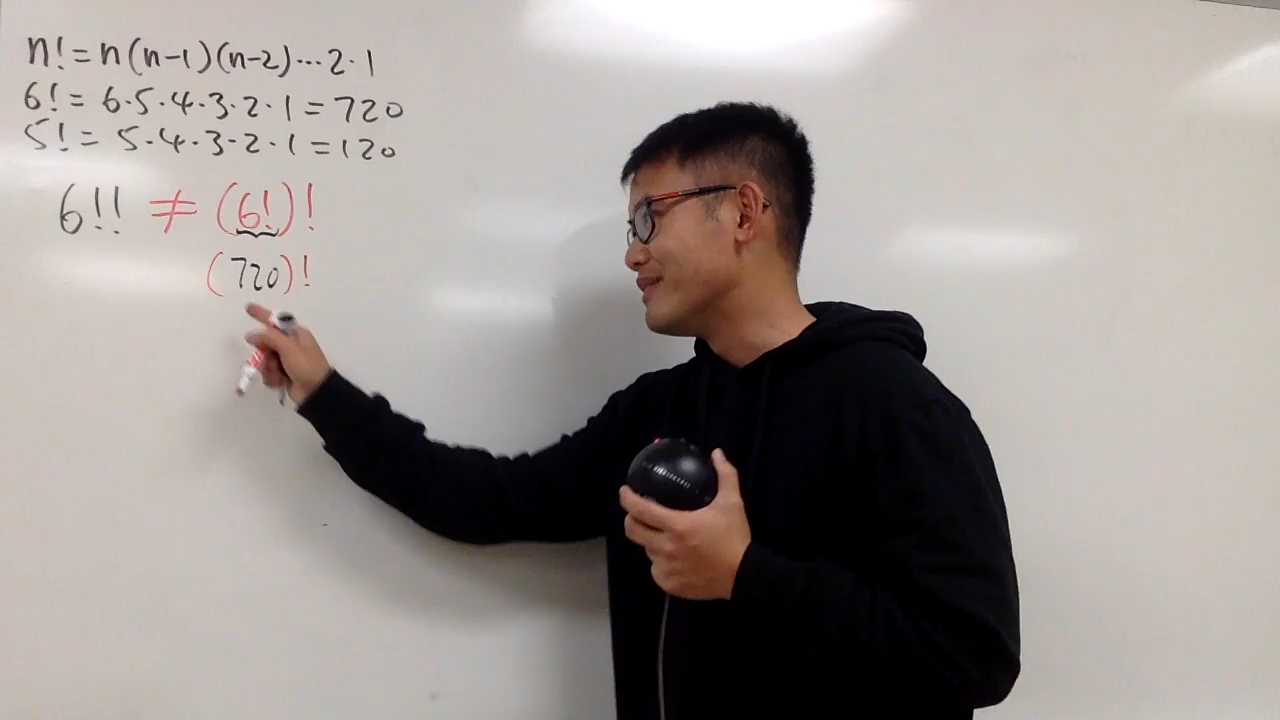 n! = n(n-1)(n-2)...2·1
6! = 6·5·4·3·2·1 = 720
5! = 5·4·3·2·1 = 120
6!! ≠ (6!)!
(720)!